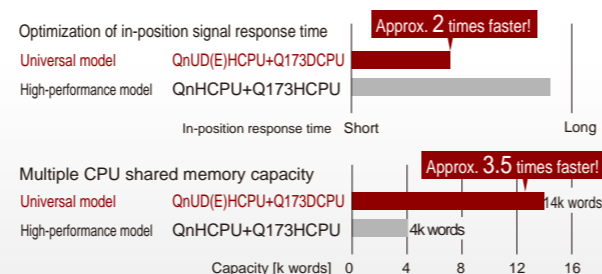 Optimization of in-position signal response time
Approx. 2 times faster!
Universal model QnUD(E)HCPU+Q173DCPU
High-performance model QnHCPU+Q173HCPU
In-position response time Short Long
Multiple CPU shared memory capacity
Approx. 3.5 times faster!
Universal model QnUD(E)HCPU+Q173DCPU 14k words
High-performance model QnHCPU+Q173HCPU 4k words
Capacity [k words] 0 4 8 12 16